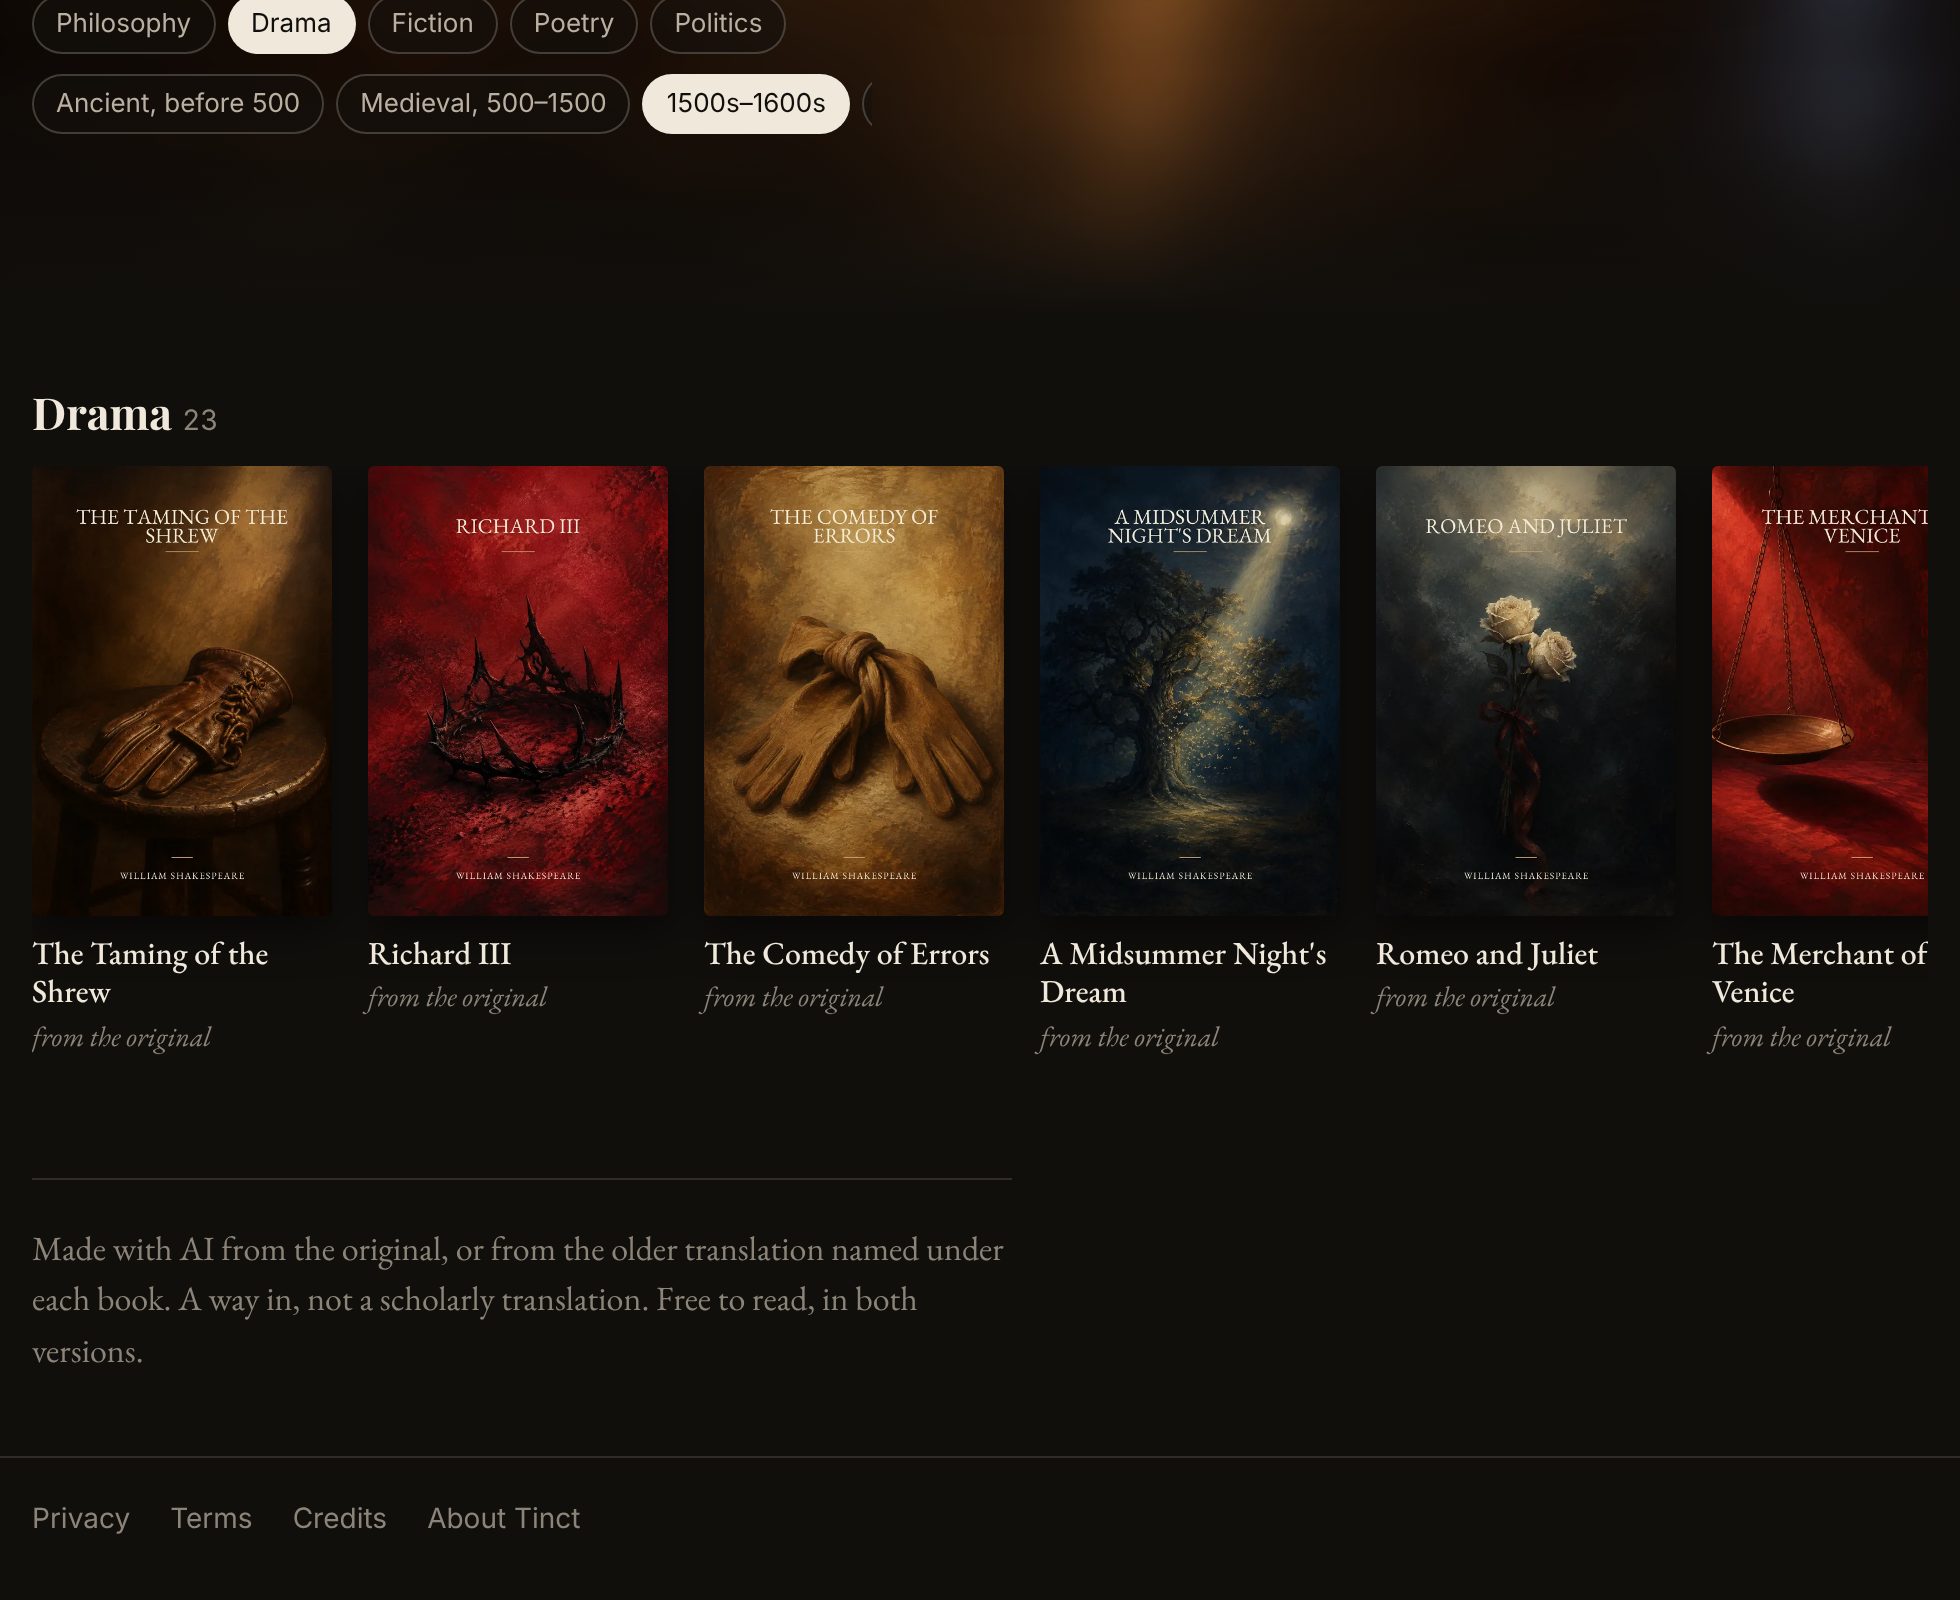 Philosophy Drama Fiction Poetry Politics
Ancient, before 500 Medieval, 500–1500 1500s–1600s
Drama 23
THE TAMING OF THE
SHREW
WILLIAM SHAKESPEARE
RICHARD III
WILLIAM SHAKESPEARE
THE COMEDY OF
ERRORS
WILLIAM SHAKESPEARE
A MIDSUMMER
NIGHT'S DREAM
WILLIAM SHAKESPEARE
ROMEO AND JULIET
WILLIAM SHAKESPEARE
THE MERCHANT
VENICE
WILLIAM SHAKESPEARE
The Taming of the
Shrew
from the original
Richard III
from the original
The Comedy of Errors
from the original
A Midsummer Night's
Dream
from the original
Romeo and Juliet
from the original
The Merchant of
Venice
from the original
Made with AI from the original, or from the older translation named under
each book. A way in, not a scholarly translation. Free to read, in both
versions.
Privacy Terms Credits About Tinct